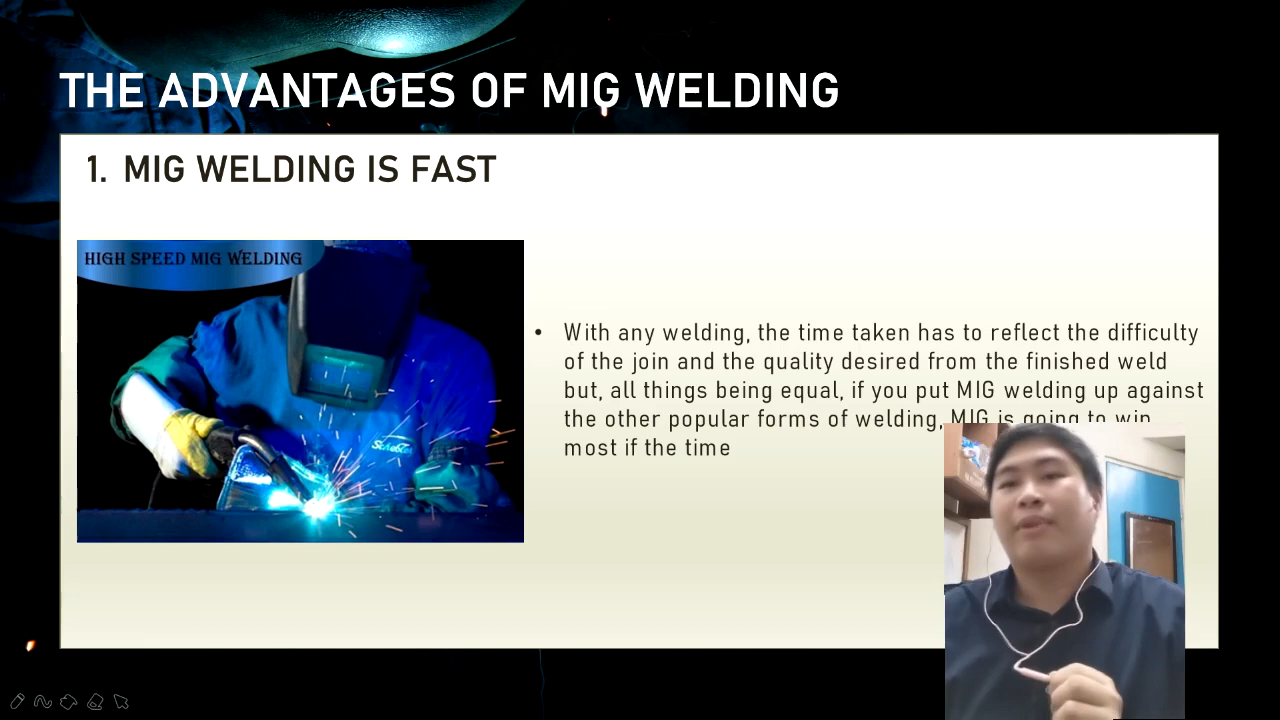 THE ADVANTAGES OF MIG WELDING
1. MIG WELDING IS FAST
HIGH SPEED MIG WELDING
• With any welding, the time taken has to reflect the difficulty
of the join and the quality desired from the finished weld
but, all things being equal, if you put MIG welding up against
the other popular forms of welding, MIG is going to win
most if the time